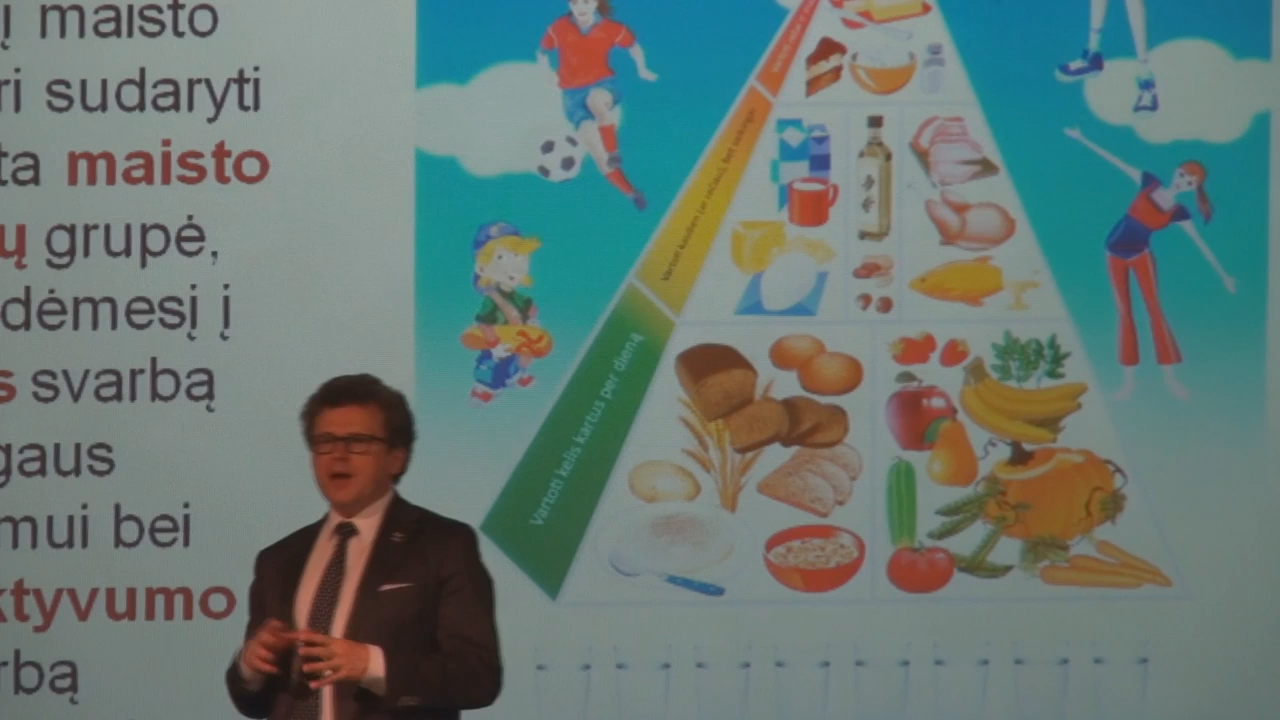 į maisto
ri sudaryti
ta maisto
ų grupė,
dėmesį į
s svarbą
gaus
mui bei
ktyvumo
rbą
Vartoti kelis kartus per dieną